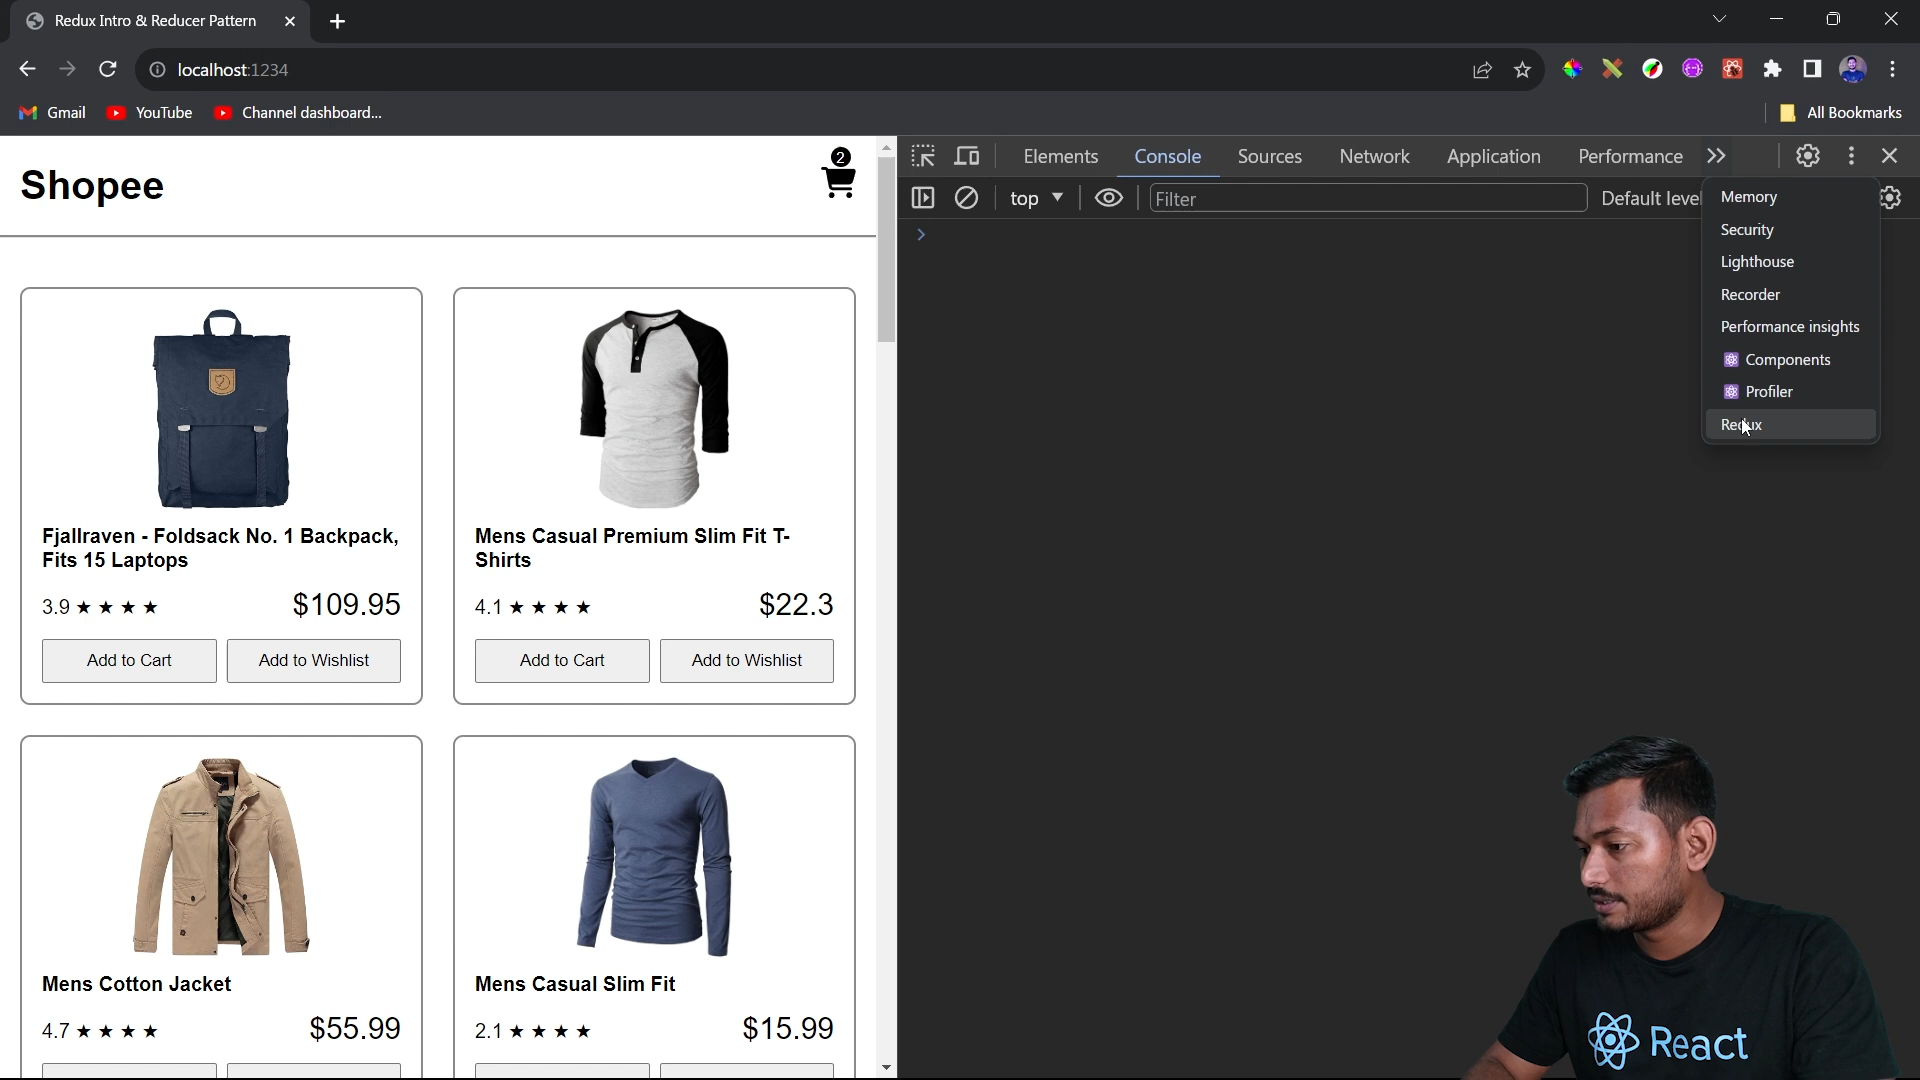 Redux Intro & Reducer Pattern
localhost:1234
Gmail
YouTube
Channel dashboard...
All Bookmarks
Shopee
2
Fjallraven - Foldsack No. 1 Backpack,
Fits 15 Laptops
3.9 ★ ★ ★ ★
$109.95
Add to Cart
Add to Wishlist
Mens Casual Premium Slim Fit T-
Shirts
4.1 ★ ★ ★ ★
$22.3
Add to Cart
Add to Wishlist
Mens Cotton Jacket
4.7 ★ ★ ★ ★
$55.99
Mens Casual Slim Fit
2.1 ★ ★ ★ ★
$15.99
Elements
Console
Sources
Network
Application
Performance
top
Filter
Default level
Memory
Security
Lighthouse
Recorder
Performance insights
Components
Profiler
Redux
React